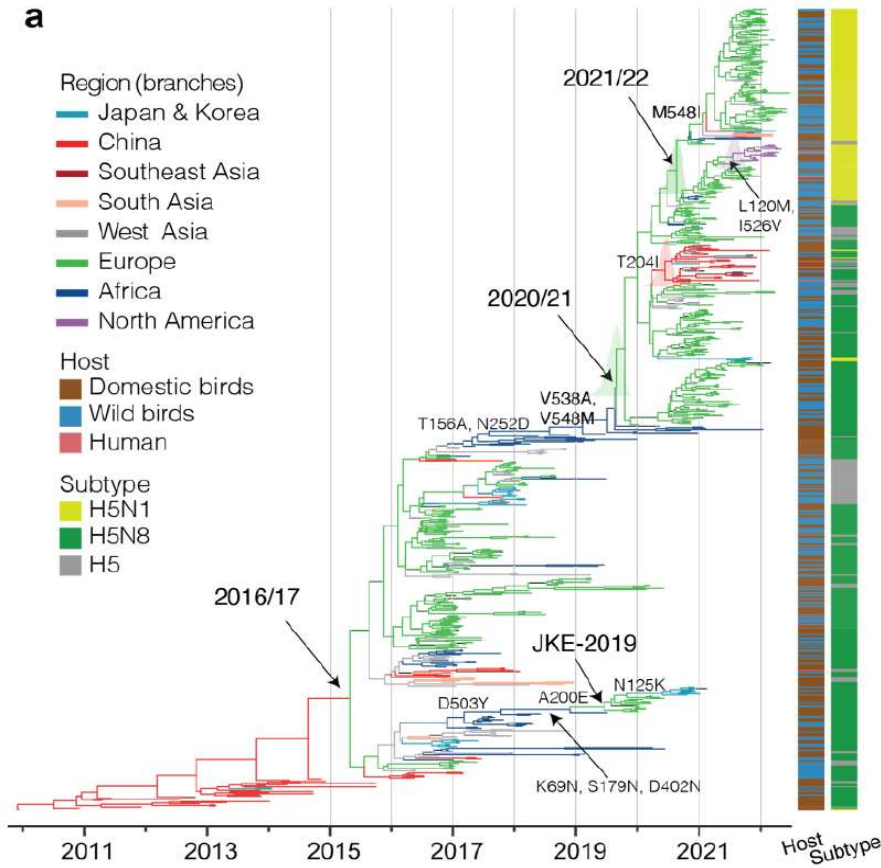 a
Region (branches)
Japan & Korea
China
Southeast Asia
South Asia
West Asia
Europe
Africa
North America
Host
Domestic birds
Wild birds
Human
Subtype
H5N1
H5N8
H5
2021/22
M548I
L120M,
I526V
T204I
2020/21
V538A,
V548M
T156A, N252D
2016/17
JKE-2019
N125K
A200E
D503Y
K69N, S179N, D402N
2011
2013
2015
2017
2019
2021
Host
Subtype